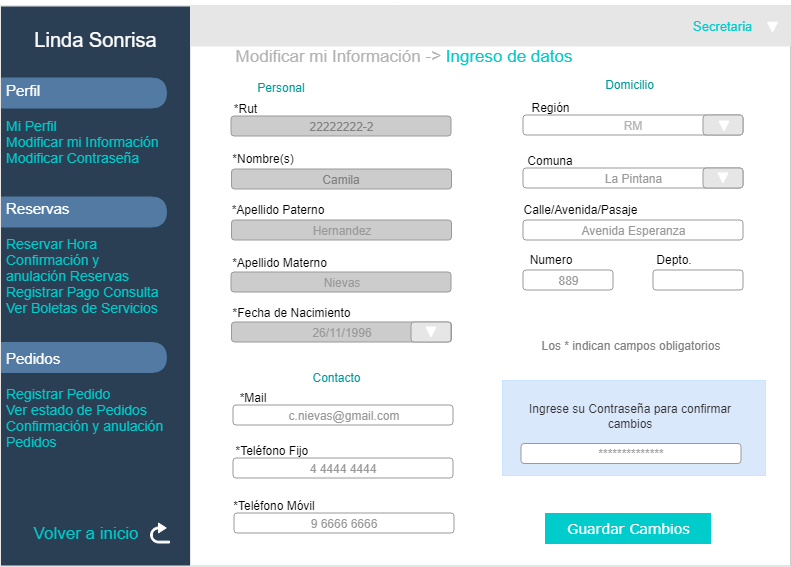 Linda Sonrisa
Perfil
Mi Perfil
Modificar mi Información
Modificar Contraseña
Reservas
Reservar Hora
Confirmación y
anulación Reservas
Registrar Pago Consulta
Ver Boletas de Servicios
Pedidos
Registrar Pedido
Ver estado de Pedidos
Confirmación y anulación
Pedidos
Volver a inicio
Secretaria
Modificar mi Información -> Ingreso de datos
Personal
*Rut
22222222-2
*Nombre(s)
Camila
*Apellido Paterno
Hernandez
*Apellido Materno
Nievas
*Fecha de Nacimiento
26/11/1996
Contacto
*Mail
c.nievas@gmail.com
*Teléfono Fijo
4 4444 4444
*Teléfono Móvil
9 6666 6666
Domicilio
Región
RM
Comuna
La Pintana
Calle/Avenida/Pasaje
Avenida Esperanza
Numero Depto.
889
Los * indican campos obligatorios
Ingrese su Contraseña para confirmar
cambios
**************
Guardar Cambios